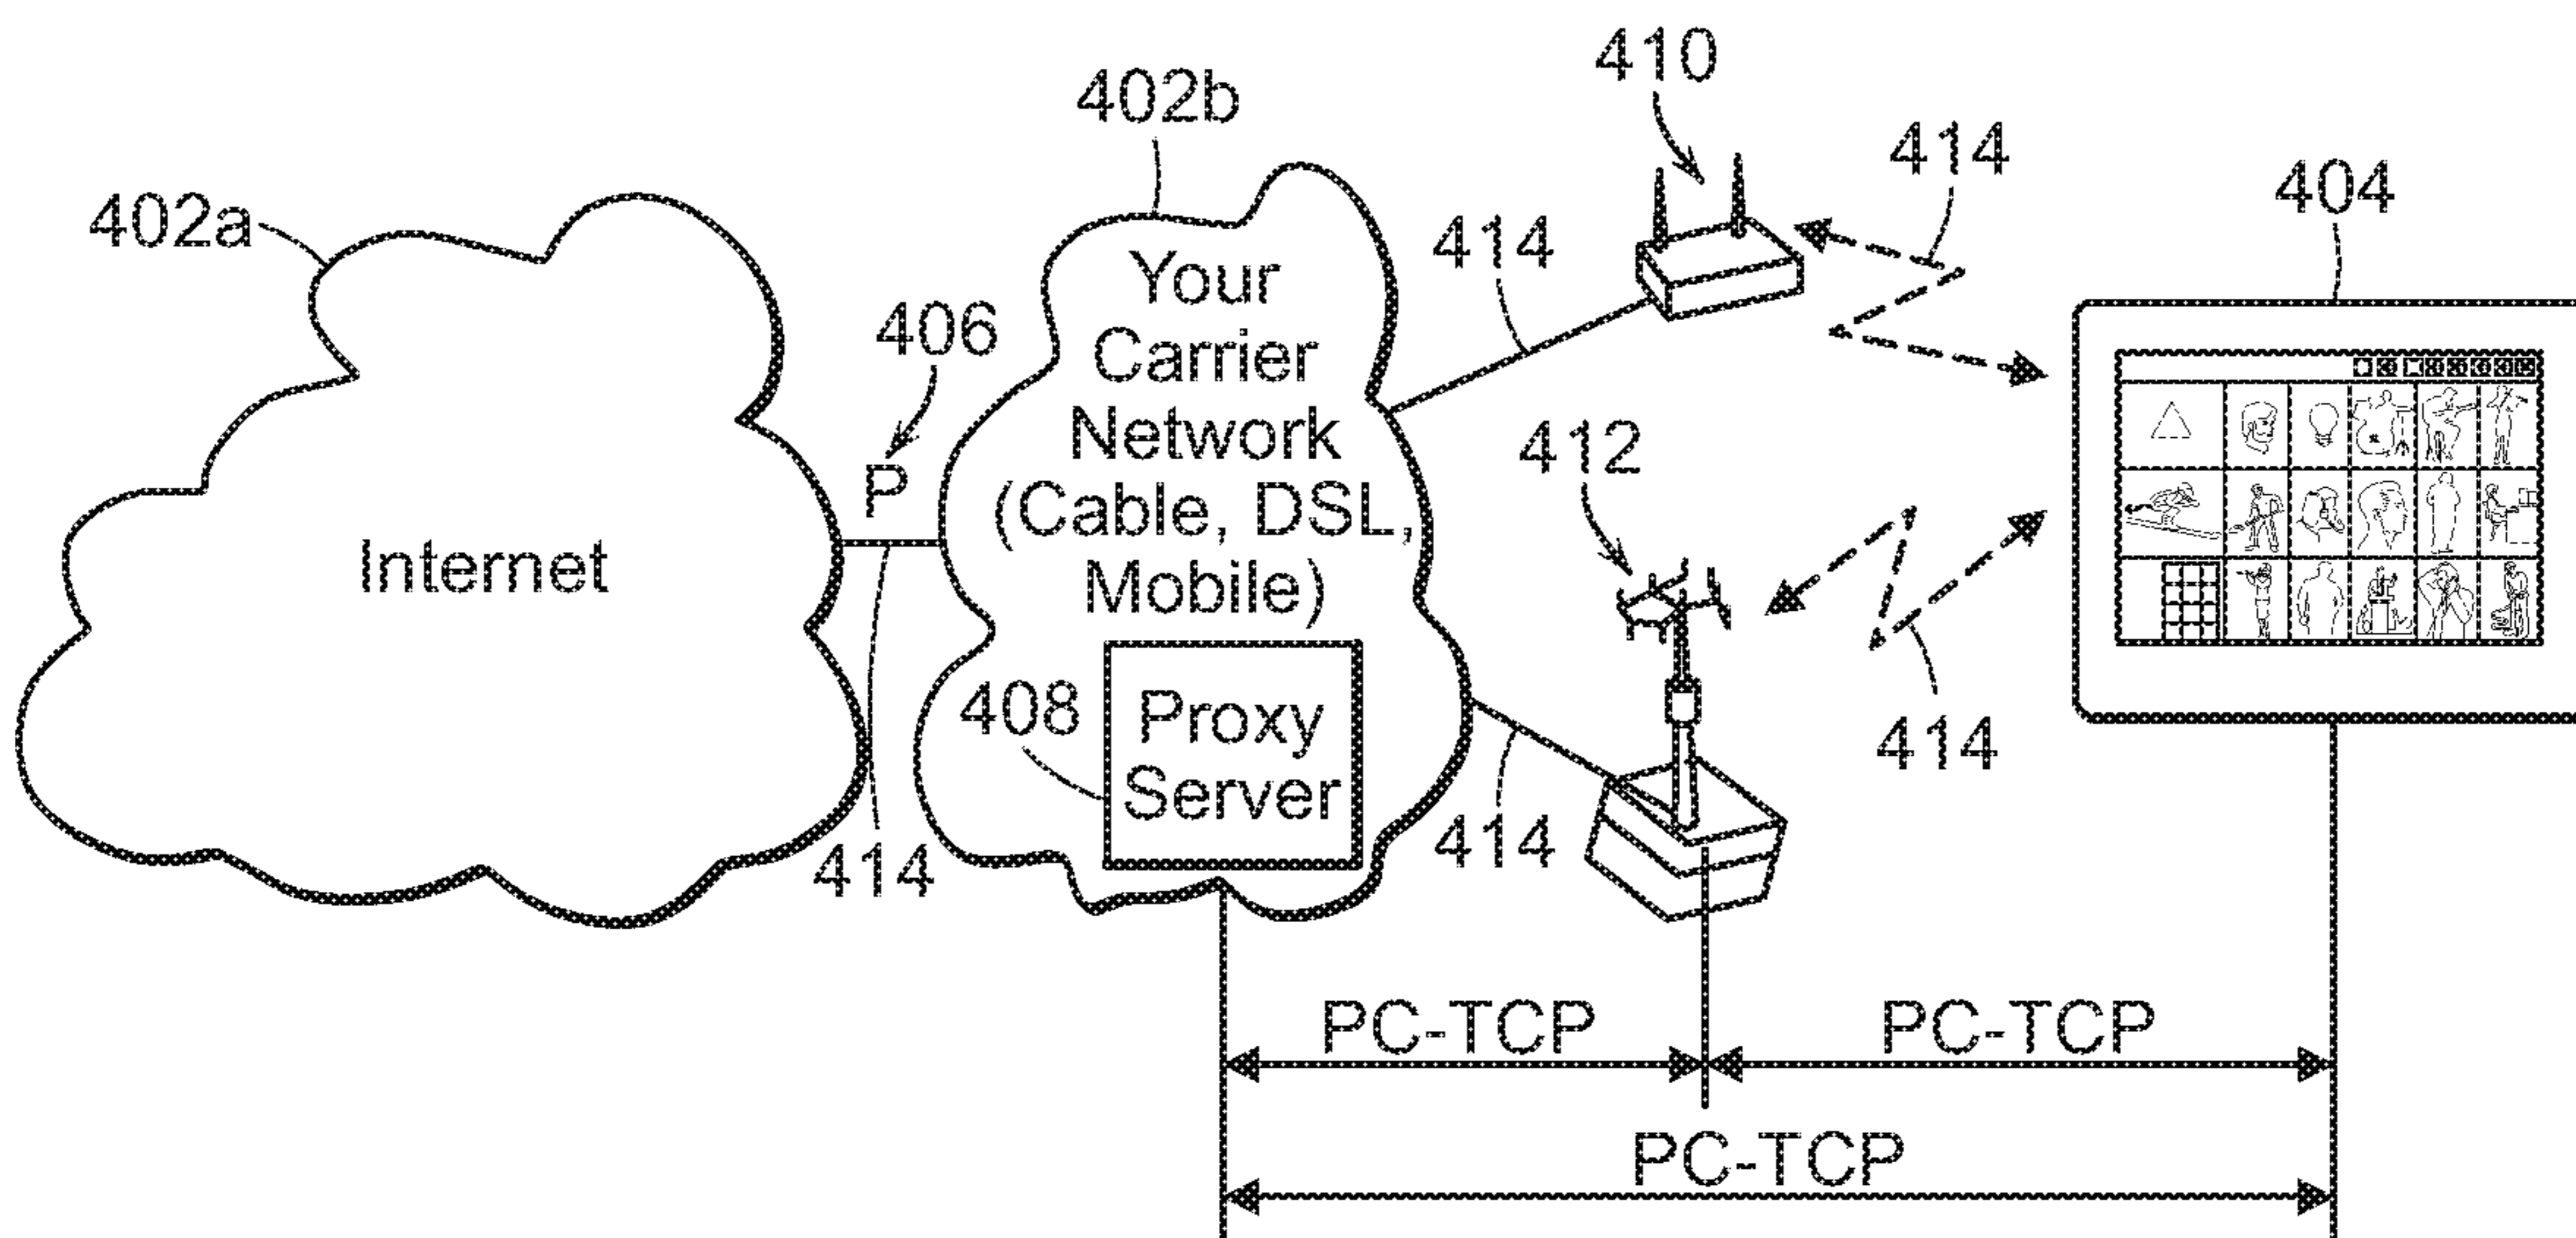 410
402b
414
404
402a
414
Your
Carrier
Network
(Cable, DSL,
Mobile)
406
P
412
Internet
408
Proxy
Server
414
414
414
PC-TCP
PC-TCP
PC-TCP